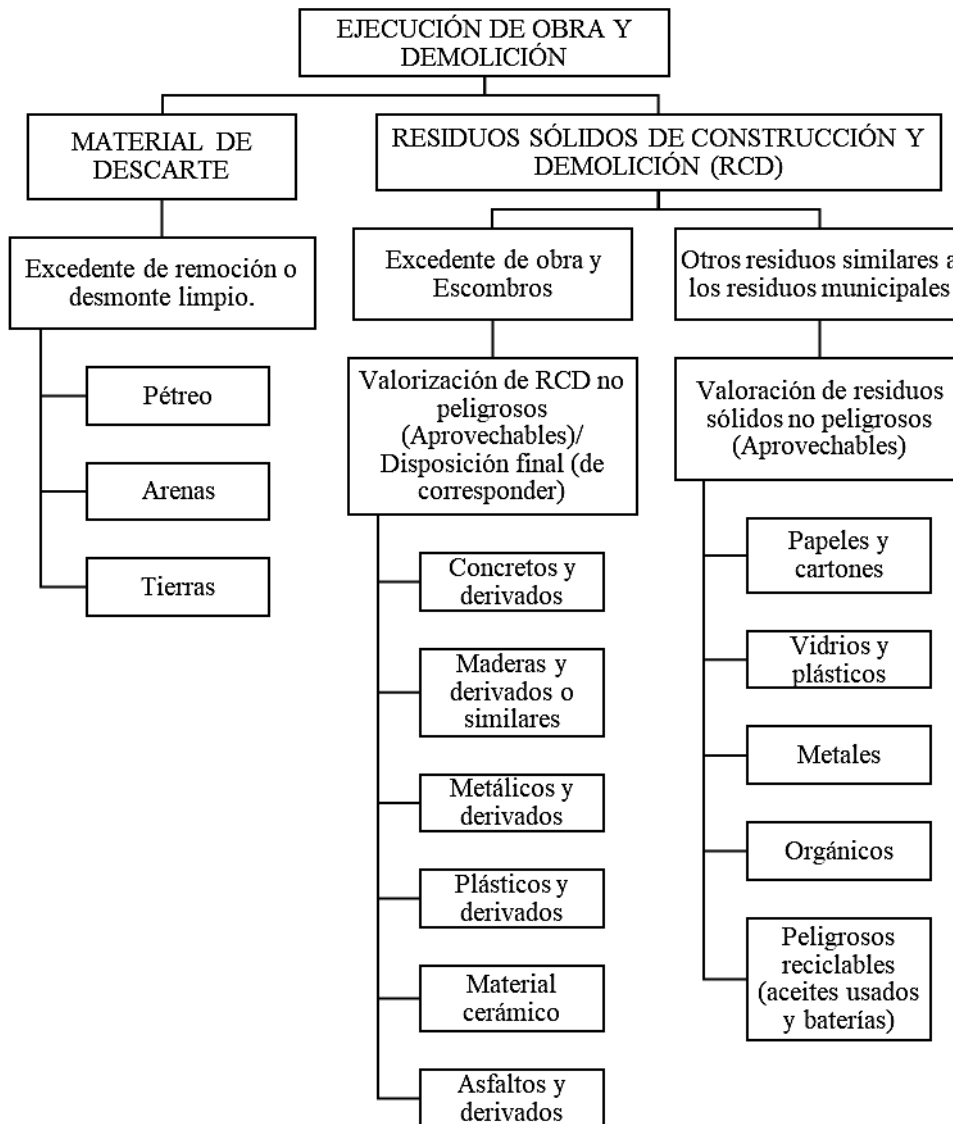 EJECUCIÓN DE OBRA Y
DEMOLICIÓN
MATERIAL DE
DESCARTE
RESIDUOS SÓLIDOS DE CONSTRUCCIÓN Y
DEMOLICIÓN (RCD)
Excedente de remoción o
desmonte limpio.
Pétreo
Arenas
Tierras
Excedente de obra y
Escombros
Valorización de RCD no
peligrosos
(Aprovechables)/
Disposición final (de
corresponder)
Concretos y
derivados
Maderas y
derivados o
similares
Metálicos y
derivados
Plásticos y
derivados
Material
cerámico
Asfaltos y
derivados
Otros residuos similares a
los residuos municipales
Valoración de residuos
sólidos no peligrosos
(Aprovechables)
Papeles y
cartones
Vidrios y
plásticos
Metales
Orgánicos
Peligrosos
reciclables
(aceites usados
y baterías)